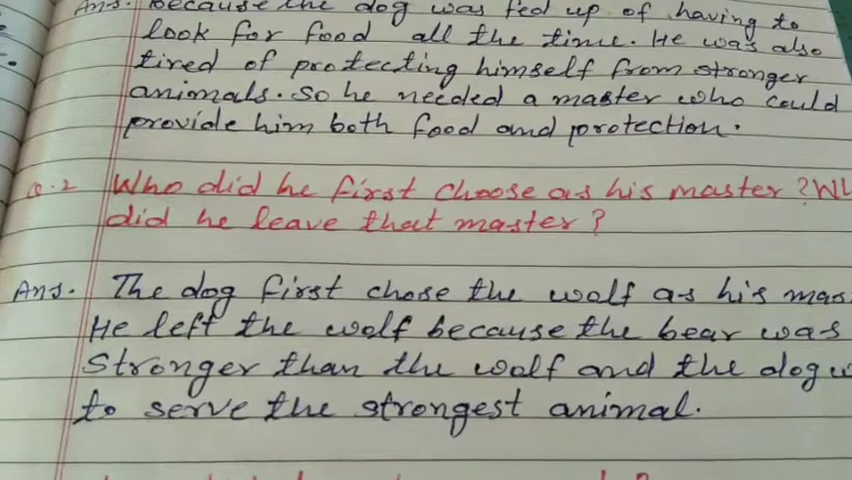 Ans. Because the dog was fed up of having to
look for food all the time. He was also
tired of protecting himself from stronger
animals. So he needed a master who could
provide him both food and protection.
Q.2 Who did he first choose as his master? Wh
did he leave that master?
Ans. The dog first chose the wolf as his mas
He left the wolf because the bear was
stronger than the wolf and the dog w
to serve the strongest animal.